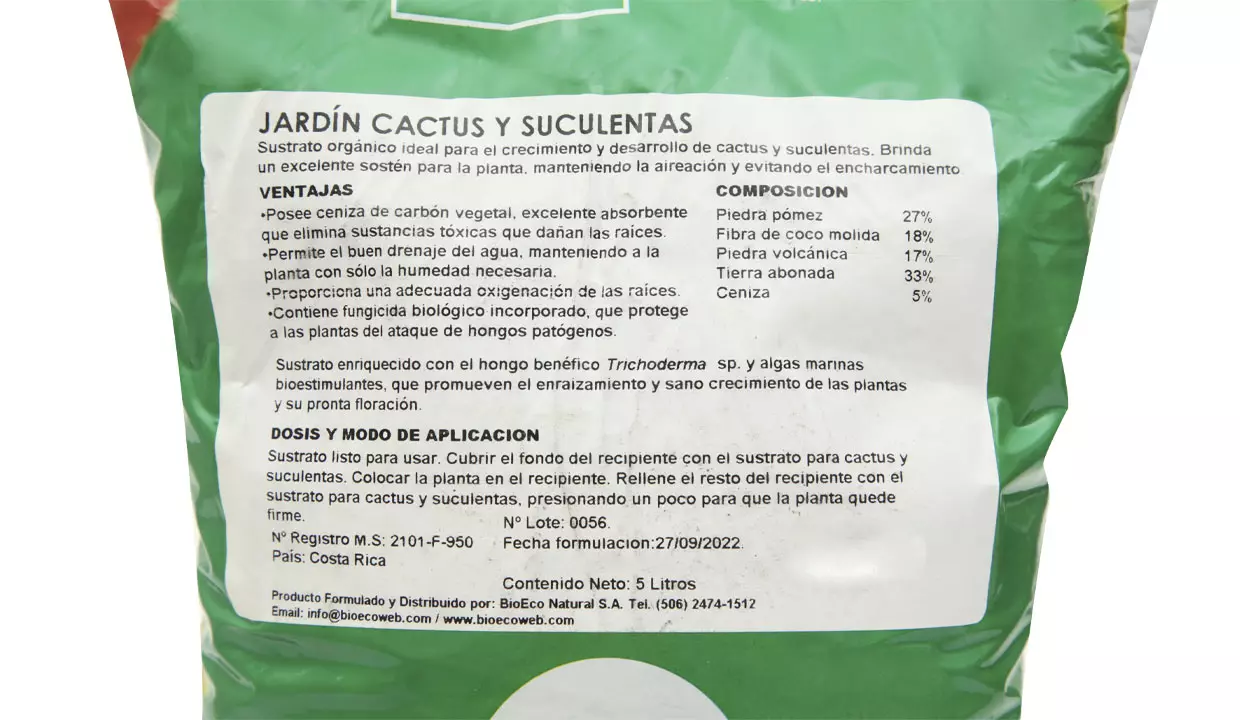 JARDÍN CACTUS Y SUCULENTAS
Sustrato orgánico ideal para el crecimiento y desarrollo de cactus y suculentas. Brinda
un excelente sostén para la planta, manteniendo la aireación y evitando el encharcamiento
VENTAJAS
•Posee ceniza de carbón vegetal, excelente absorbente
que elimina sustancias tóxicas que dañan las raíces.
•Permite el buen drenaje del agua, manteniendo a la
planta con sólo la humedad necesaria.
•Proporciona una adecuada oxigenación de las raíces.
•Contiene fungicida biológico incorporado, que protege
a las plantas del ataque de hongos patógenos.
COMPOSICION
Piedra pómez 27%
Fibra de coco molida 18%
Piedra volcánica 17%
Tierra abonada 33%
Ceniza 5%
Sustrato enriquecido con el hongo benéfico Trichoderma sp. y algas marinas
bioestimulantes, que promueven el enraizamiento y sano crecimiento de las plantas
y su pronta floración.
DOSIS Y MODO DE APLICACION
Sustrato listo para usar. Cubrir el fondo del recipiente con el sustrato para cactus y
suculentas. Colocar la planta en el recipiente. Rellene el resto del recipiente con el
sustrato para cactus y suculentas, presionando un poco para que la planta quede
firme.
Nº Lote: 0056.
Nº Registro M.S: 2101-F-950 Fecha formulacion:27/09/2022.
País: Costa Rica
Contenido Neto: 5 Litros
Producto Formulado y Distribuido por: BioEco Natural S.A. Tel. (506) 2474-1512
Email: info@bioecoweb.com / www.bioecoweb.com